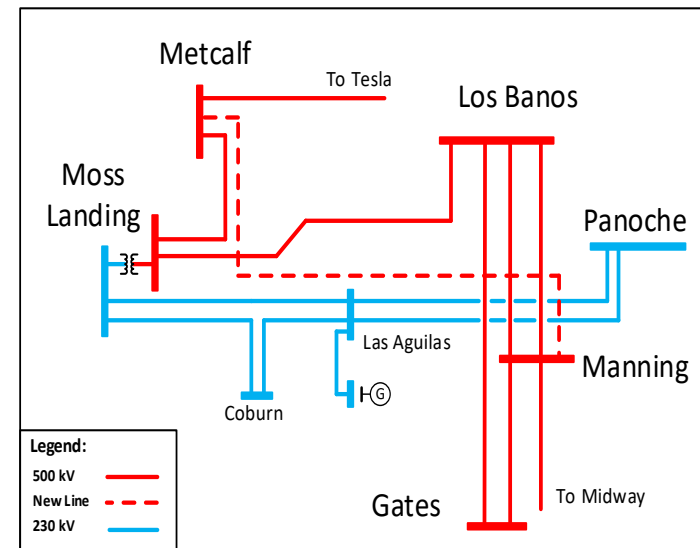 Metcalf
To Tesla
Los Banos
Moss
Landing
Panoche
Las Aguilas
Manning
G
Coburn
Legend:
500 kV
New Line
230 kV
To Midway
Gates